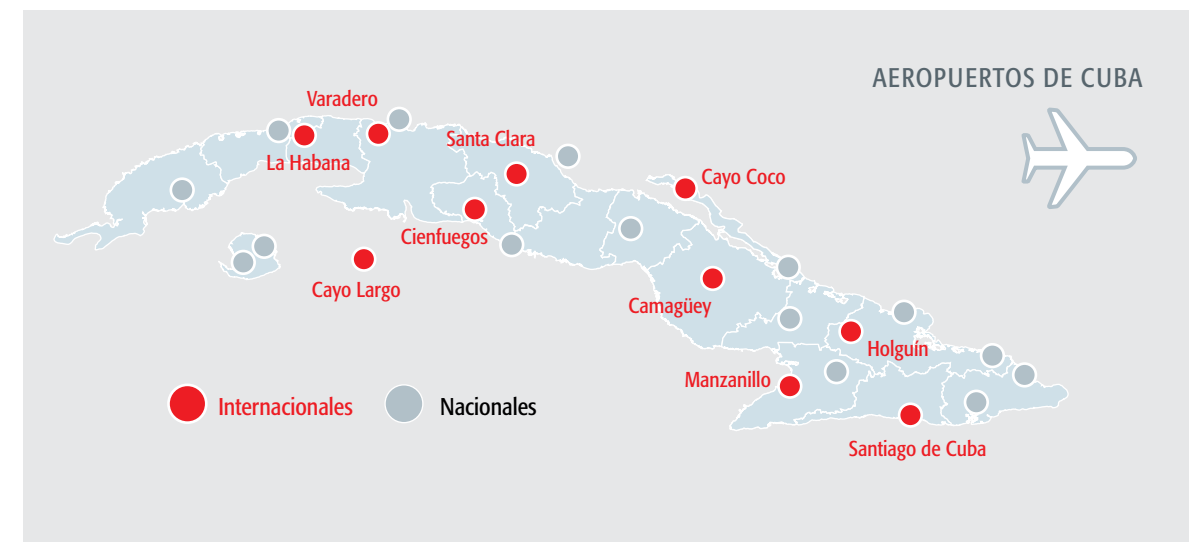 AEROPUERTOS DE CUBA
Varadero
Santa Clara
La Habana
Cayo Coco
Cienfuegos
Cayo Largo
Camagüey
Holguín
Manzanillo
Internacionales
Nacionales
Santiago de Cuba